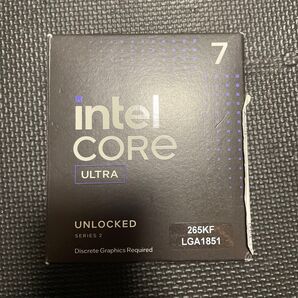 7
intel
CORE
ULTRA
UNLOCKED
SERIES 2
Discrete Graphics Required
265KF
LGA1851